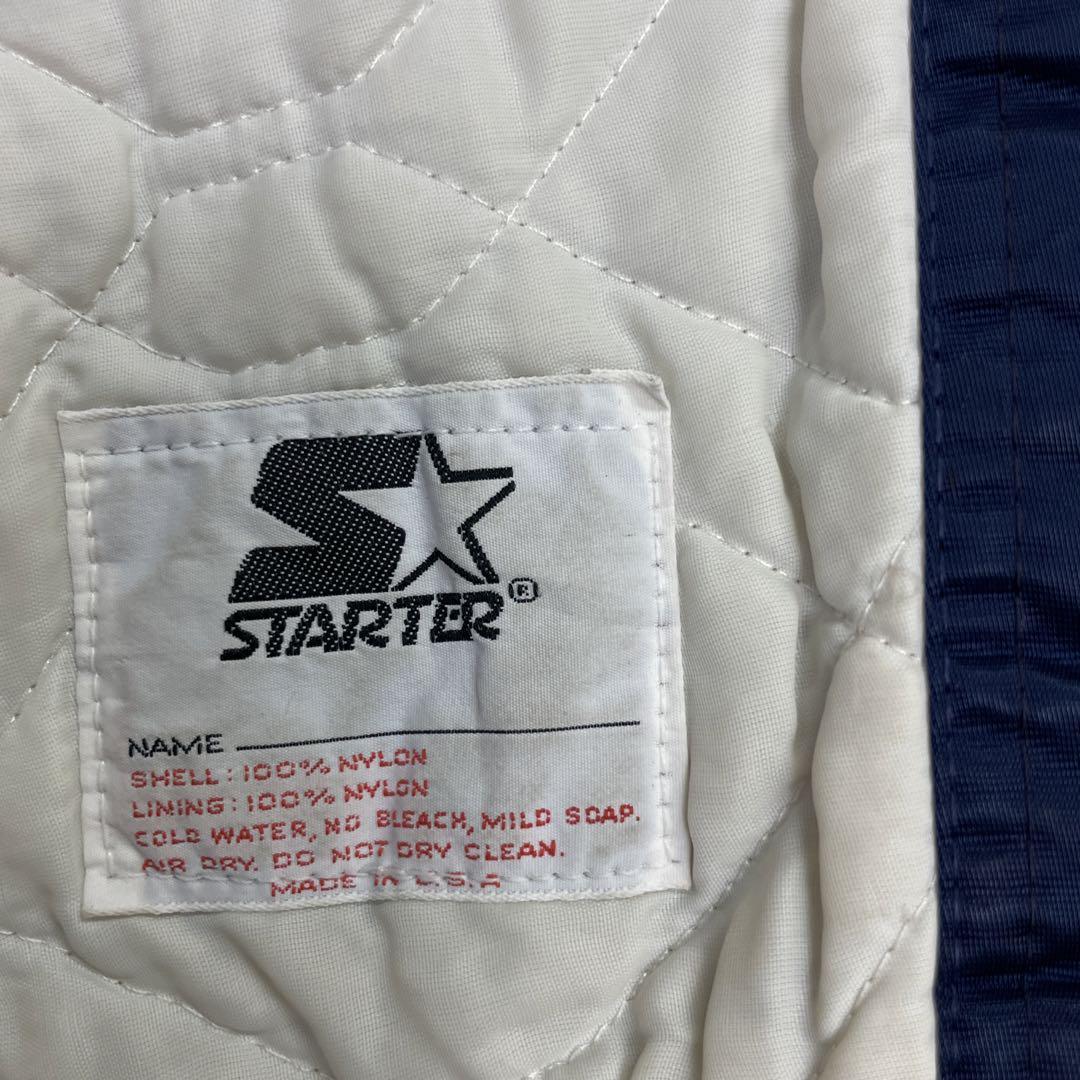 STARTER®
NAME
SHELL: 100% NYLON
LINING: 100% NYLON
COLD WATER, NO BLEACH, MILD SOAP.
AIR DRY. DO NOT DRY CLEAN.
MADE IN U.S.A